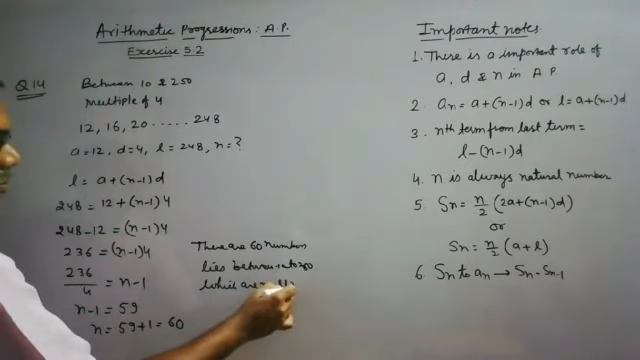 Arithmetic Progressions: A.P.
Exercise 5.2
Q14
Between 10 & 250
Multiple of 4
12, 16, 20 ..... 248
a=12, d=4, l=248, n=?
l = a+(n-1)d
248 = 12+(n-1)4
248-12 = (n-1)4
236 = (n-1)4
236/4 = n-1
n-1 = 59
n = 59+1 = 60
There are 60 numbers
lies between 10 to 250
which are
Important notes
1. There is a important role of
a, d & n in A P.
2. an = a+(n-1)d or l = a+(n-1)d
3. nth term from last term =
l-(n-1)d
4. n is always natural number
5. Sn = n/2 (2a+(n-1)d)
or
Sn = n/2 (a+l)
6. Sn to an → Sn-Sn-1